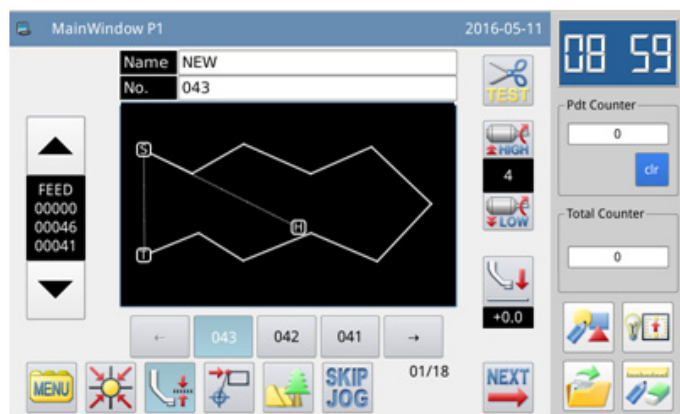 MainWindow P1
2016-05-11
08 59
Name NEW
No. 043
TEST
Pdt Counter
0
clr
HIGH
4
LOW
FEED
00000
00046
00041
S
H
T
Total Counter
0
+0.0
←
043
042
041
→
01/18
MENU
SKIP
JOG
NEXT